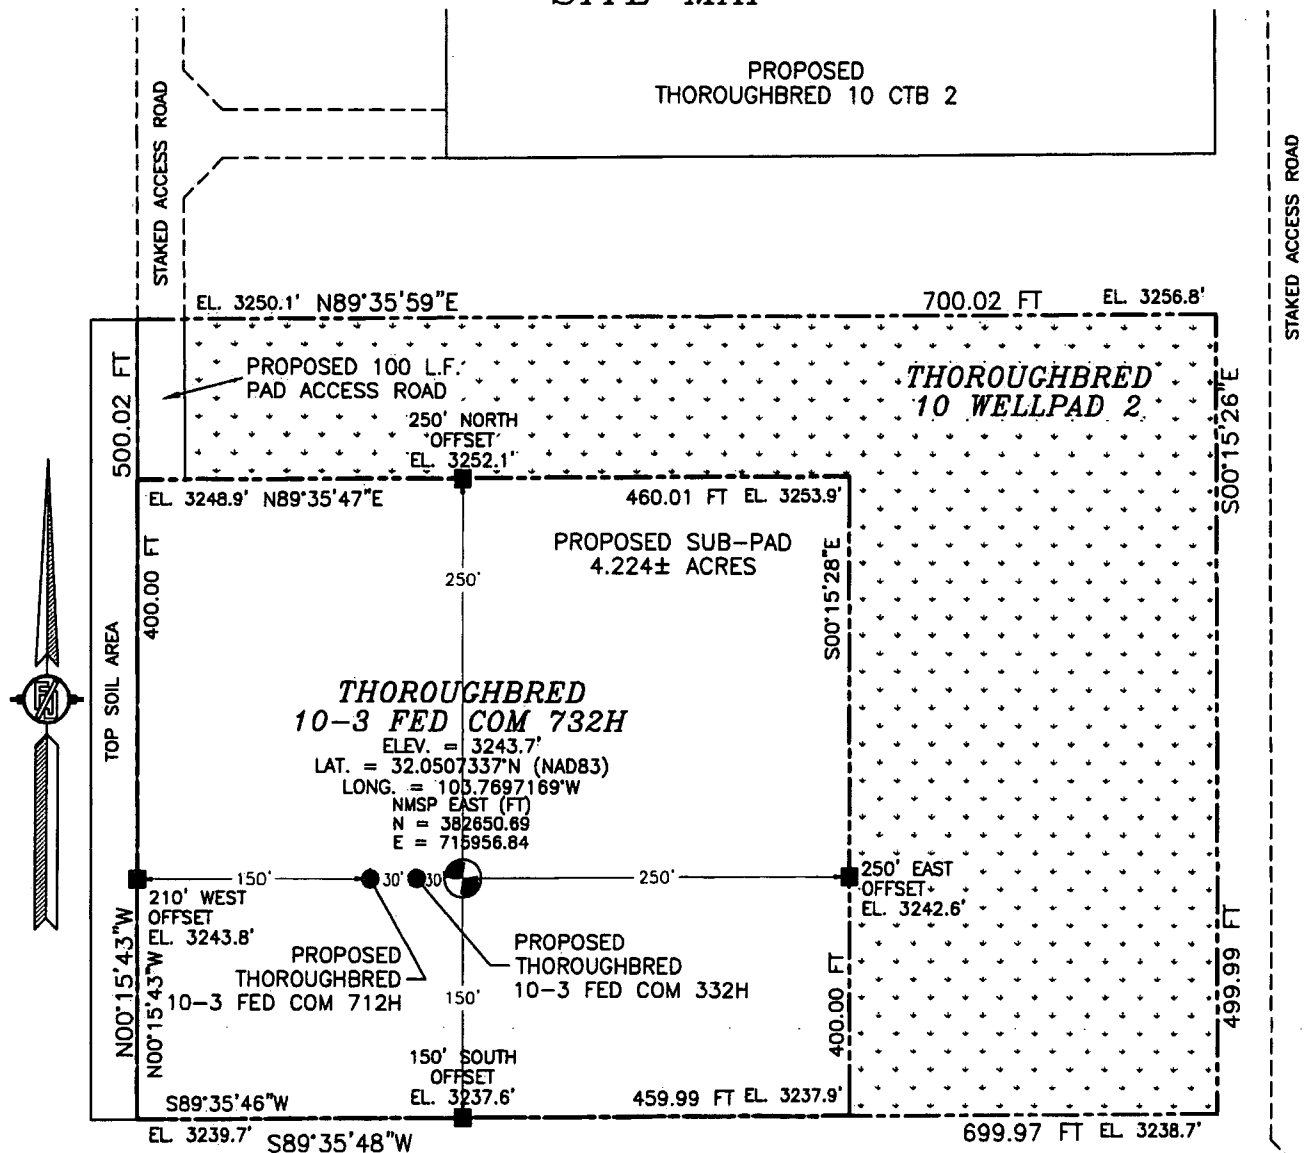 SITE MAP
PROPOSED
THOROUGHBRED 10 CTB 2
STAKED ACCESS ROAD
STAKED ACCESS ROAD
EL. 3250.1' N89°35'59"E
700.02 FT
EL. 3256.8'
500.02 FT
PROPOSED 100 L.F.
PAD ACCESS ROAD
THOROUGHBRED
10 WELLPAD 2
S00°15'26"E
250' NORTH
OFFSET
EL. 3252.1'
EL. 3248.9' N89°35'47"E
460.01 FT EL. 3253.9'
400.00 FT
PROPOSED SUB-PAD
4.224± ACRES
S00°15'28"E
250'
TOP SOIL AREA
THOROUGHBRED
10-3 FED COM 732H
ELEV. = 3243.7'
LAT. = 32.0507337°N (NAD83)
LONG. = 103.7697169°W
NMSP EAST (FT)
N = 382650.69
E = 715956.84
150'
30'
30'
250'
210' WEST
OFFSET
EL. 3243.8'
250' EAST
OFFSET
EL. 3242.6'
PROPOSED
THOROUGHBRED
10-3 FED COM 712H
PROPOSED
THOROUGHBRED
10-3 FED COM 332H
150'
N00°15'43"W
N00°15'43"W
400.00 FT
499.99 FT
150' SOUTH
OFFSET
EL. 3237.6'
S89°35'46"W
459.99 FT EL. 3237.9'
EL. 3239.7' S89°35'48"W
699.97 FT EL. 3238.7'